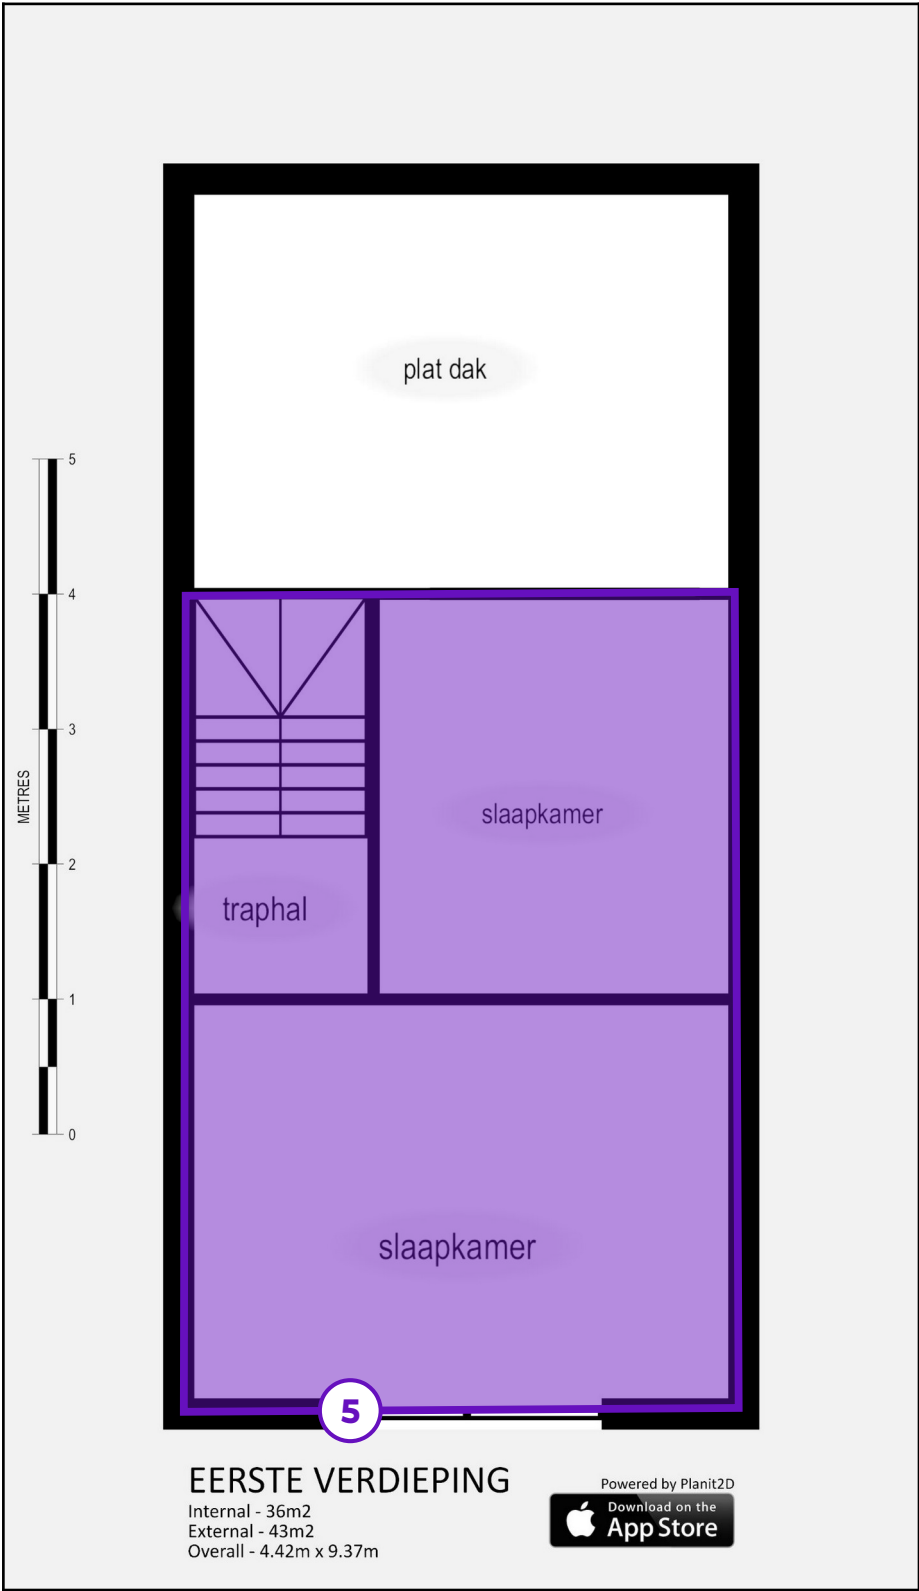 plat dak
5
4
3
2
1
0
METRES
slaapkamer
traphal
slaapkamer
5
EERSTE VERDIEPING
Internal - 36m2
External - 43m2
Overall - 4.42m x 9.37m
Powered by Planit2D
Download on the
App Store